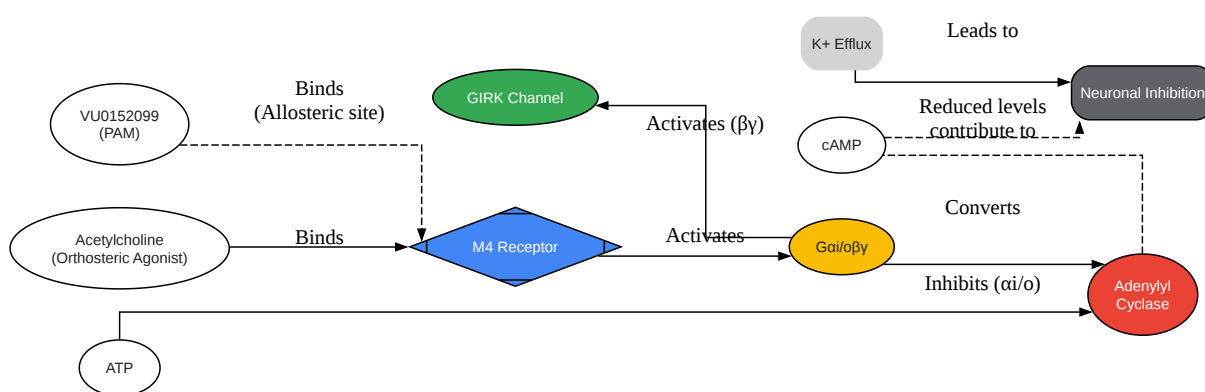 Leads to
K+ Efflux
Neuronal Inhibition
Binds
(Allosteric site)
GIRK Channel
VU0152099
(PAM)
Activates (βγ)
Reduced levels
contribute to
cAMP
Converts
Acetylcholine
(Orthosteric Agonist)
Binds
M4 Receptor
Activates
Gαi/oβγ
Inhibits (αi/o)
Adenylyl
Cyclase
ATP